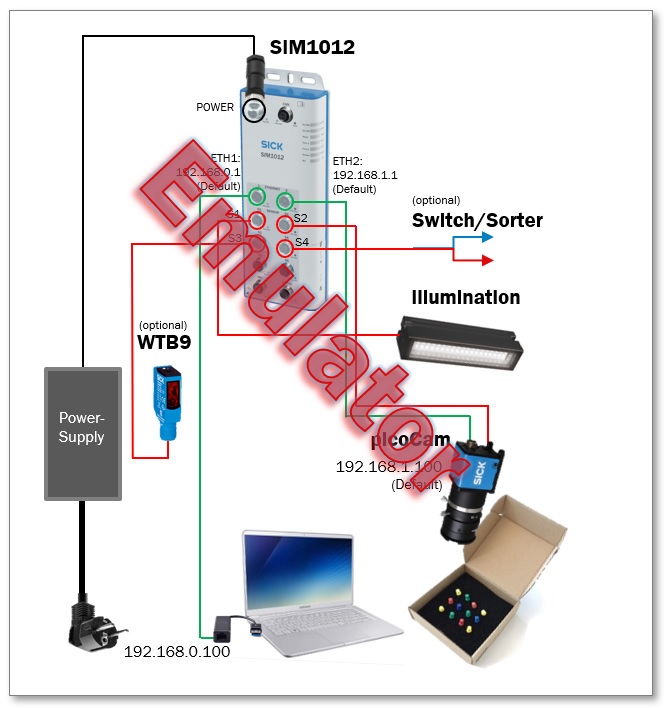 SIM1012
POWER
SICK
SIM1012
ETH1:
192.168.0.1
(Default)
ETH2:
192.168.1.1
(Default)
S1
S2
S3
S4
(optional)
Switch/Sorter
Illumination
(optional)
WTB9
Emulator
Power-
Supply
picoCam
192.168.1.100
(Default)
SICK
192.168.0.100